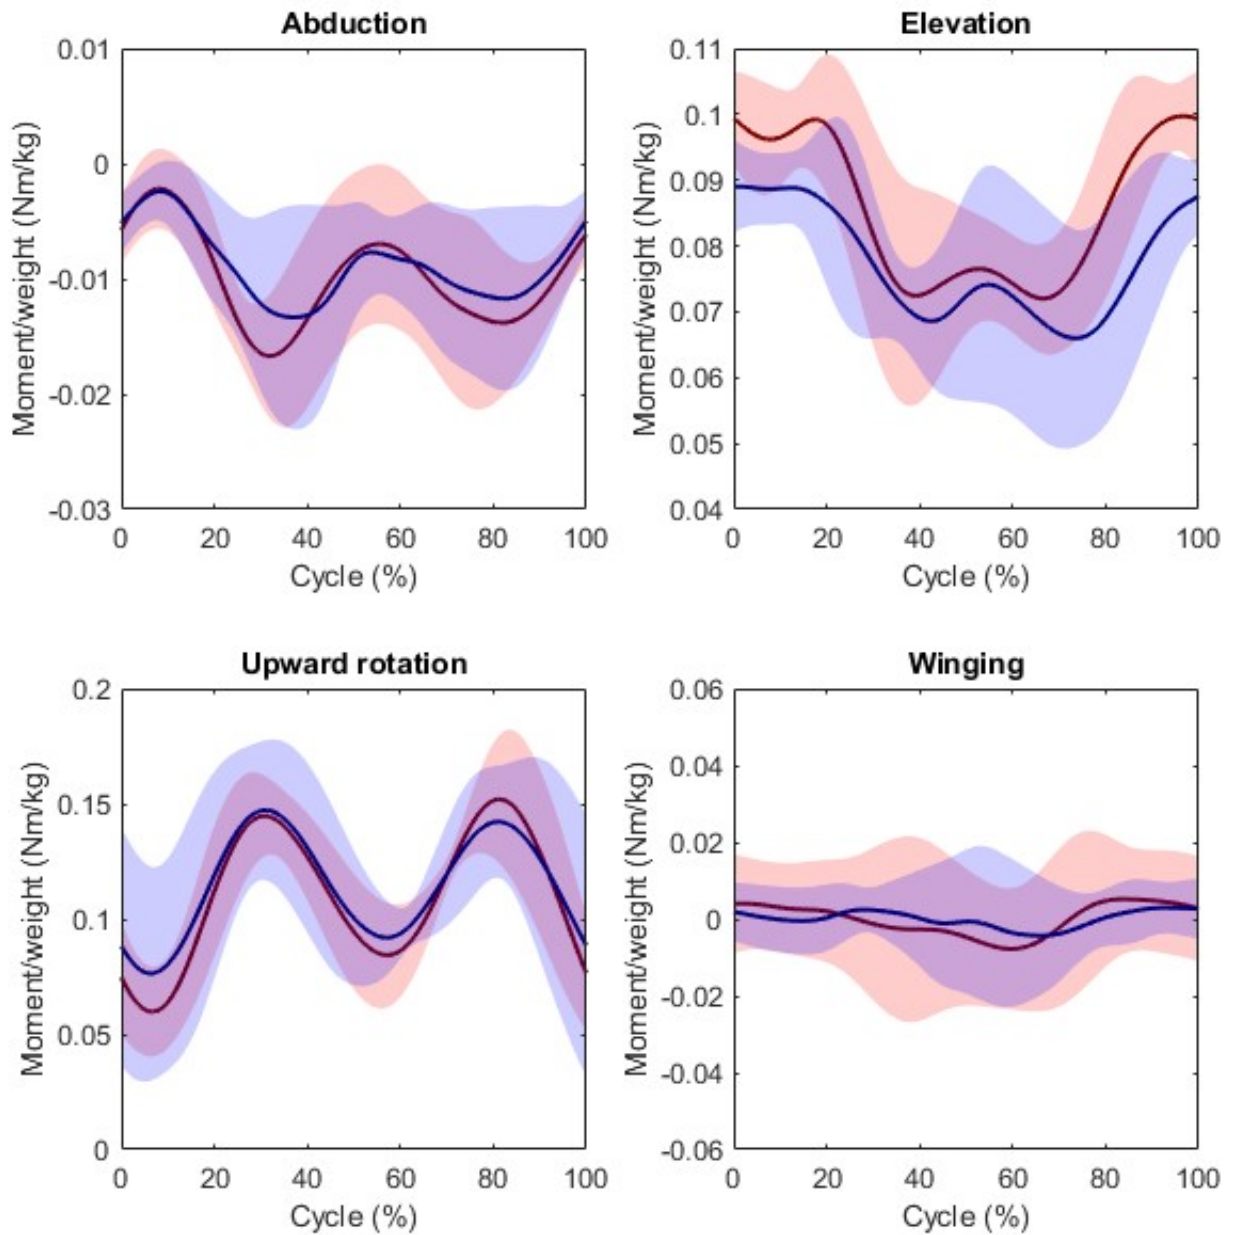 Abduction
0.01
0
-0.01
-0.02
-0.03
Moment/weight (Nm/kg)
0 20 40 60 80 100
Cycle (%)
Elevation
0.11
0.1
0.09
0.08
0.07
0.06
0.05
0.04
Moment/weight (Nm/kg)
0 20 40 60 80 100
Cycle (%)
Upward rotation
0.2
0.15
0.1
0.05
0
Moment/weight (Nm/kg)
0 20 40 60 80 100
Cycle (%)
Winging
0.06
0.04
0.02
0
-0.02
-0.04
-0.06
Moment/weight (Nm/kg)
0 20 40 60 80 100
Cycle (%)